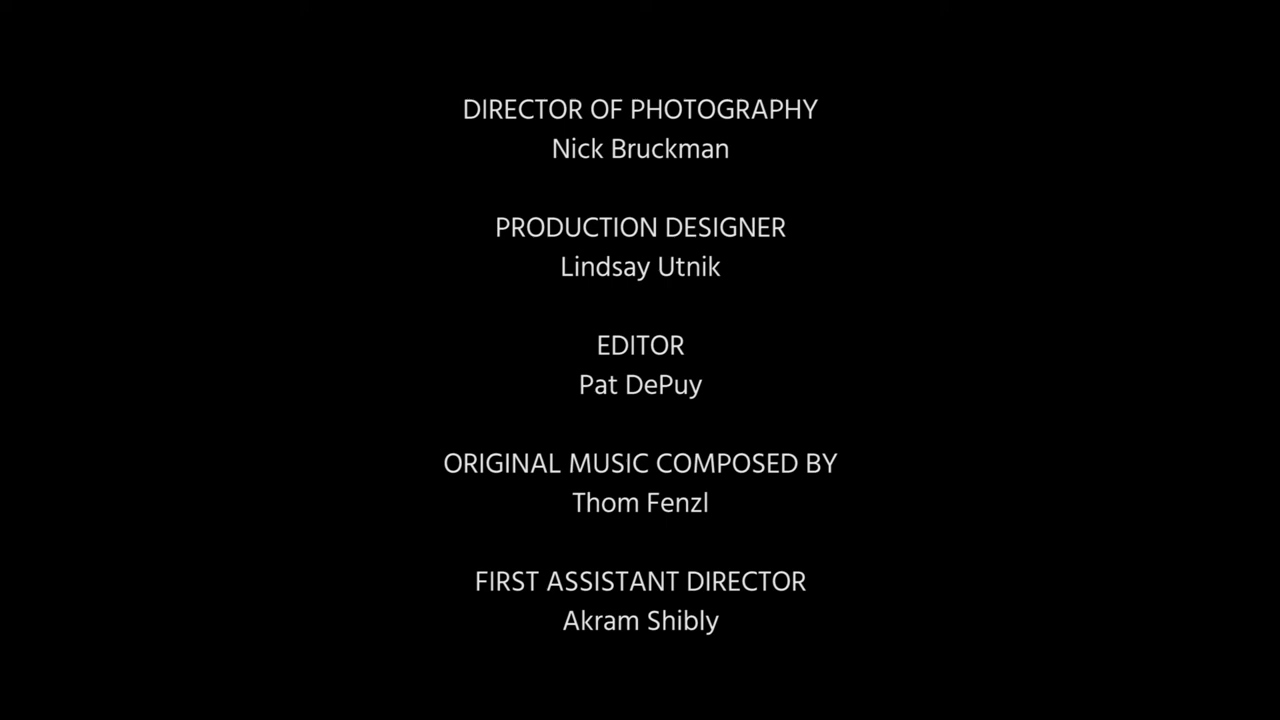 DIRECTOR OF PHOTOGRAPHY
Nick Bruckman
PRODUCTION DESIGNER
Lindsay Utnik
EDITOR
Pat DePuy
ORIGINAL MUSIC COMPOSED BY
Thom Fenzl
FIRST ASSISTANT DIRECTOR
Akram Shibly